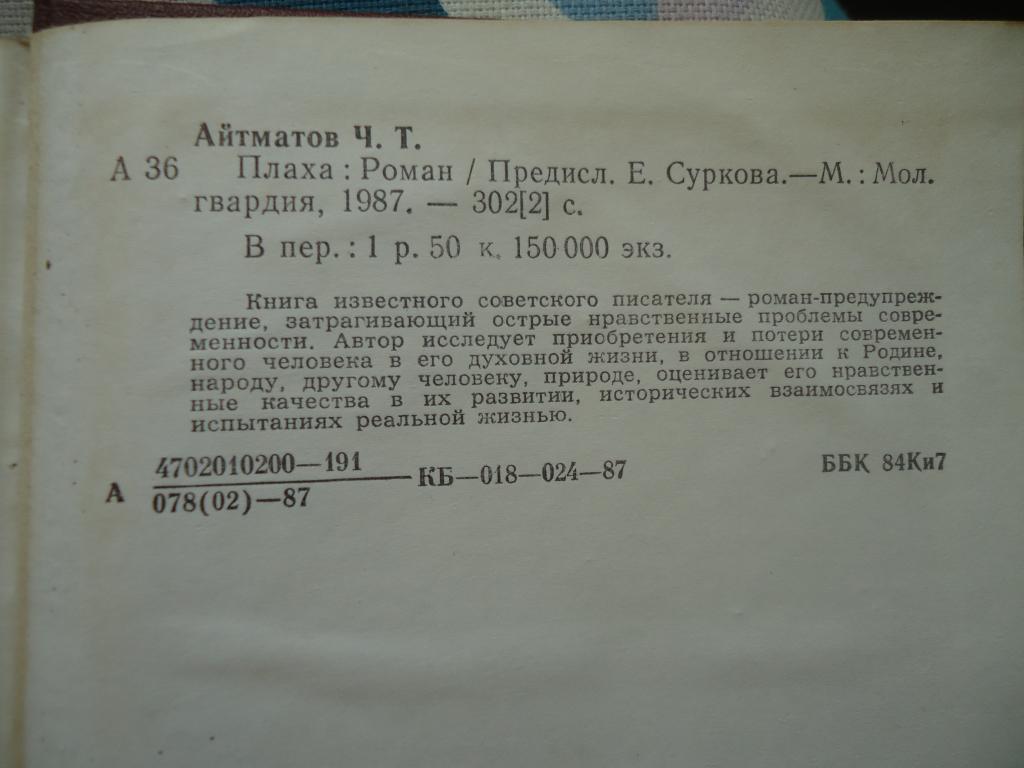 Айтматов Ч. Т.
А 36 Плаха : Роман / Предисл. Е. Суркова.—М. : Мол.
гвардия, 1987. — 302[2] с.
В пер. : 1 р. 50 к. 150 000 экз.
Книга известного советского писателя — роман-предупреж-
дение, затрагивающий острые нравственные проблемы совре-
менности. Автор исследует приобретения и потери современ-
ного человека в его духовной жизни, в отношении к Родине,
народу, другому человеку, природе, оценивает его нравствен-
ные качества в их развитии, исторических взаимосвязях и
испытаниях реальной жизнью.
4702010200—191
А КБ—018—024—87 ББК 84Ки7
078(02)—87